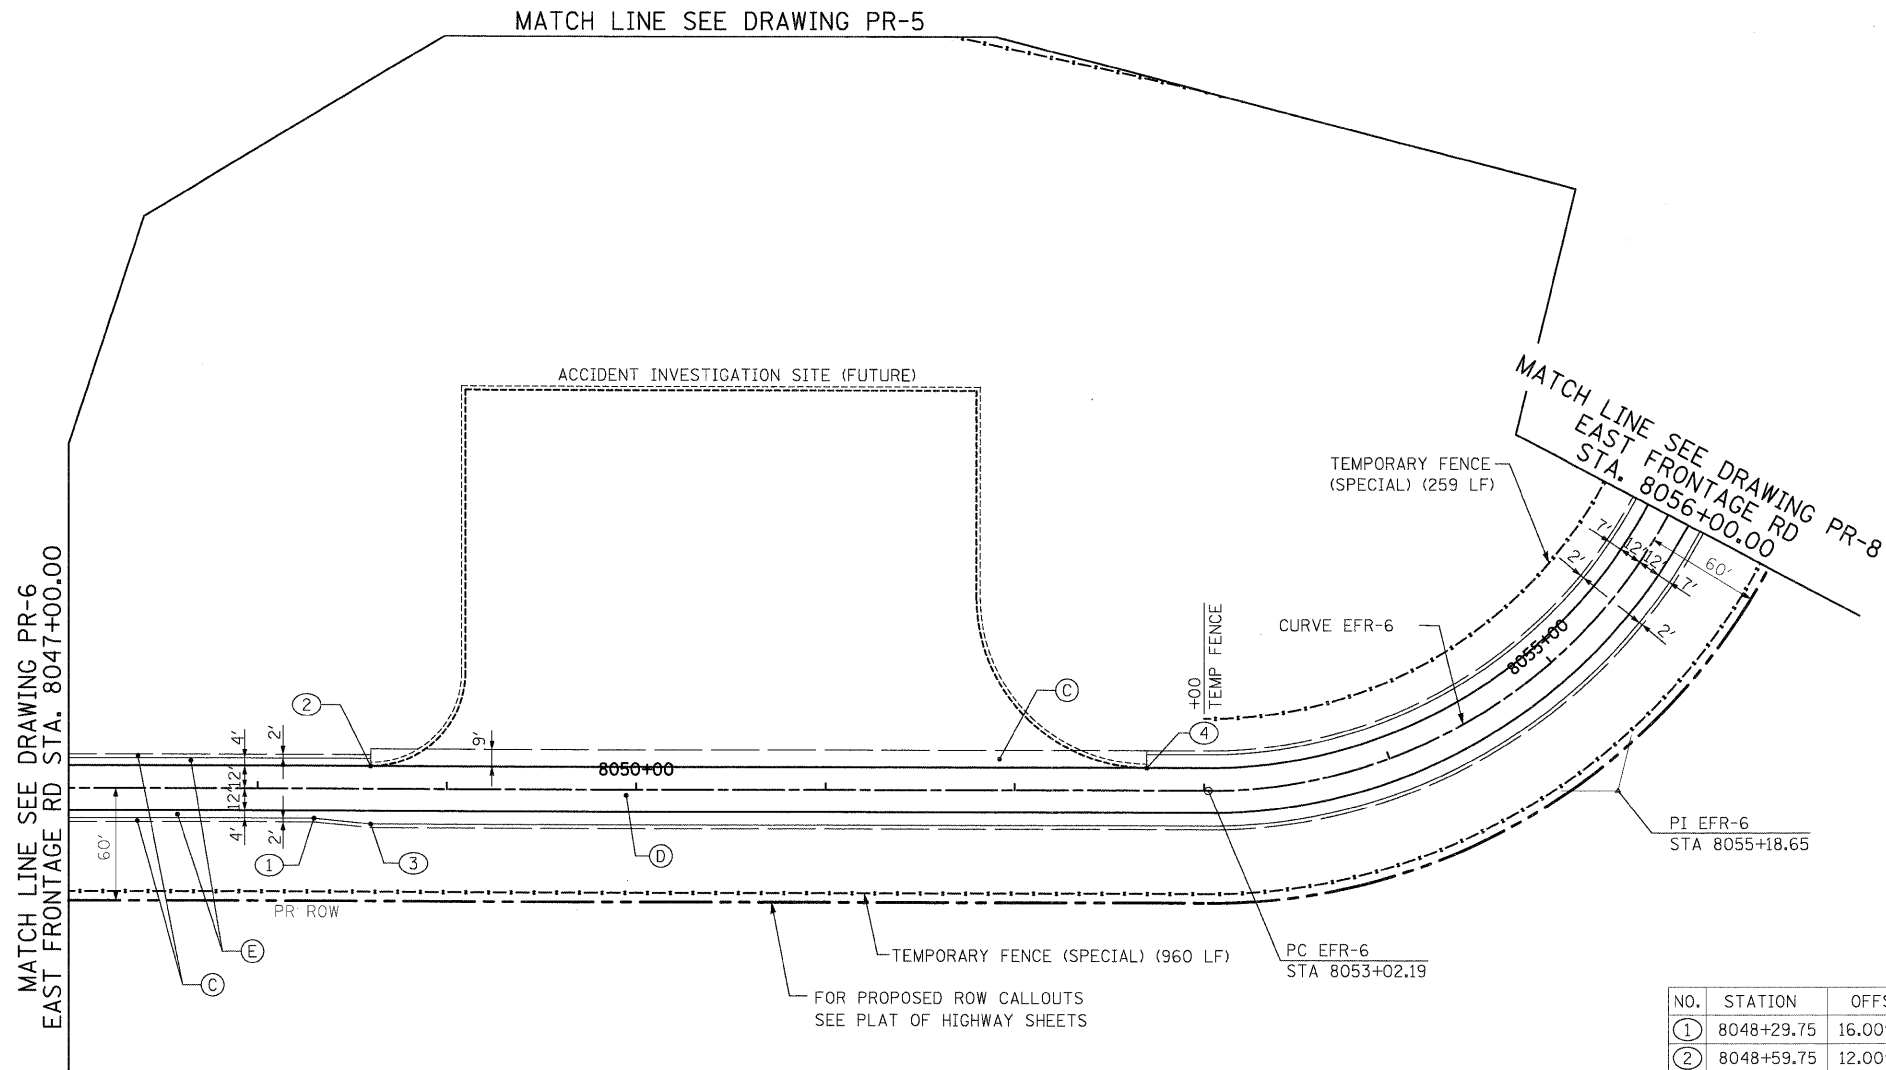 MATCH LINE SEE DRAWING PR-5
ACCIDENT INVESTIGATION SITE (FUTURE)
MATCH LINE SEE DRAWING PR-8
EAST FRONTAGE RD
STA. 8056+00.00
TEMPORARY FENCE
(SPECIAL) (259 LF)
7'
2'
12'
12'
7'
60'
2'
CURVE EFR-6
8055+00
+00
TEMP FENCE
MATCH LINE SEE DRAWING PR-6
EAST FRONTAGE RD STA. 8047+00.00
2
C
4
4'
2'
9'
8050+00
12'
12'
4'
2'
60'
1
3
D
PI EFR-6
STA 8055+18.65
PR ROW
E
C
TEMPORARY FENCE (SPECIAL) (960 LF)
PC EFR-6
STA 8053+02.19
FOR PROPOSED ROW CALLOUTS
SEE PLAT OF HIGHWAY SHEETS
NO. STATION
1 8048+29.75 16.00
2 8048+59.75 12.00